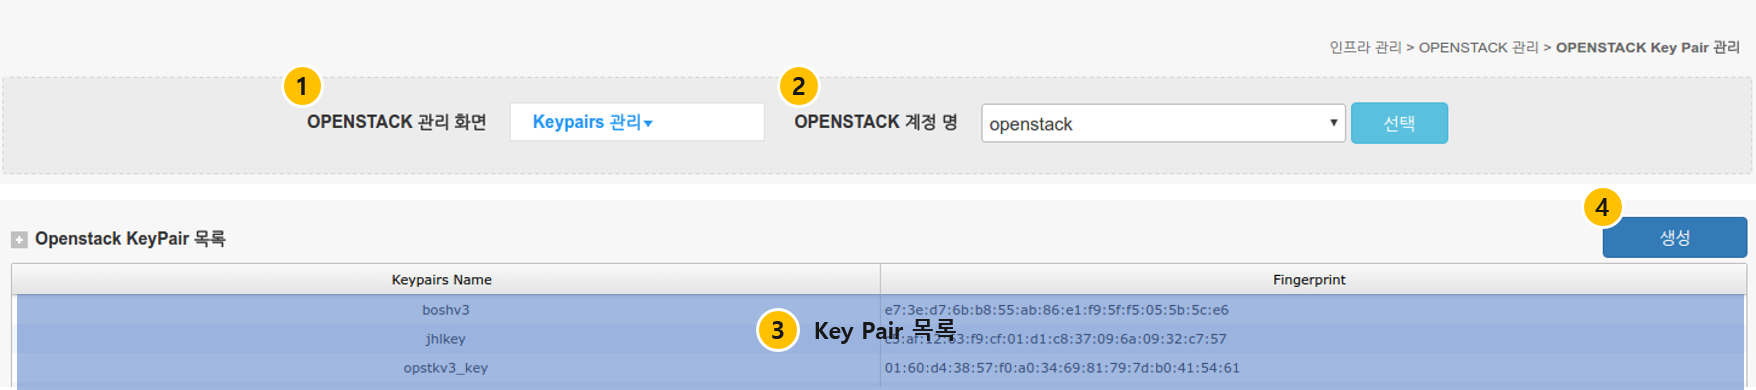 인프라 관리 > OPENSTACK 관리 > OPENSTACK Key Pair 관리
1 2
OPENSTACK 관리 화면 Keypairs 관리 OPENSTACK 계정 명 openstack 선택
4
Openstack KeyPair 목록 생성
Keypairs Name Fingerprint
boshv3 e7:3e:d7:6b:b8:55:ab:86:e1:f9:5f:f5:05:5b:5c:e6
3 Key Pair 목록
jhlkey :f9:cf:01:d1:c8:37:09:6a:09:32:c7:57
opstkv3_key 01:60:d4:38:57:f0:a0:34:69:81:79:7d:b0:41:54:61